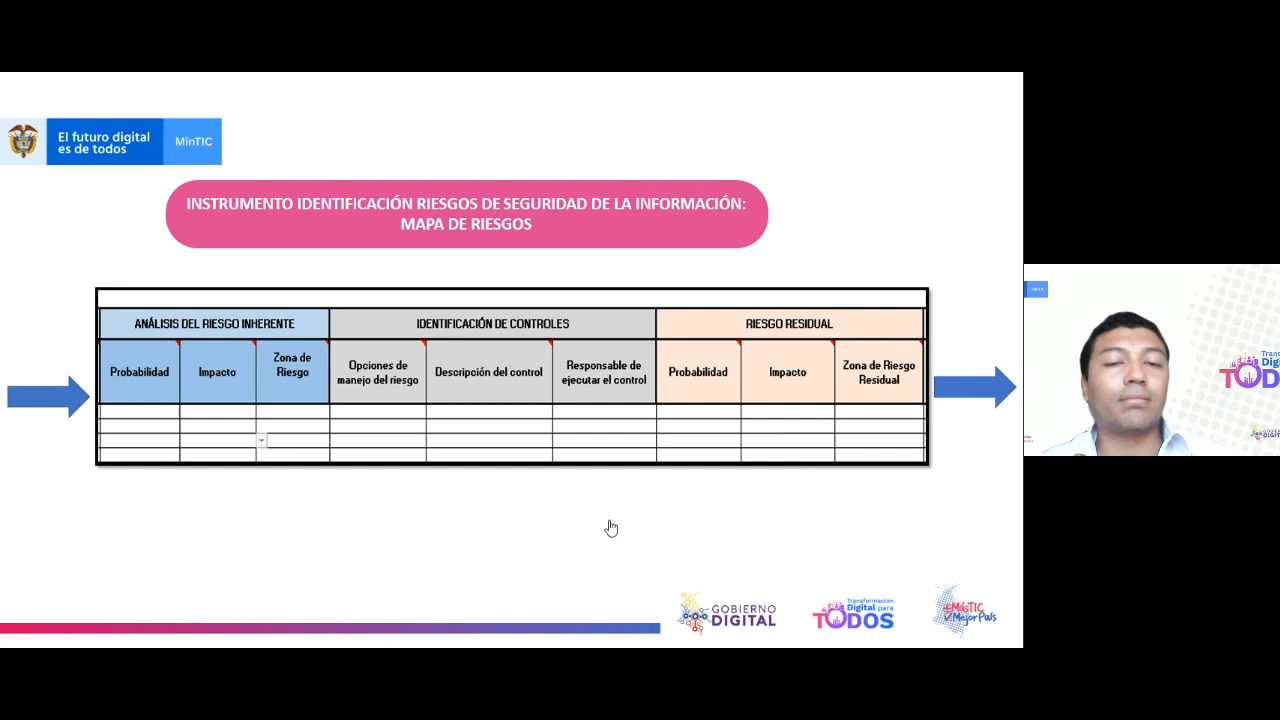 El futuro digital
es de todos
MinTIC
INSTRUMENTO IDENTIFICACIÓN RIESGOS DE SEGURIDAD DE LA INFORMACIÓN:
MAPA DE RIESGOS
ANÁLISIS DEL RIESGO INHERENTE
IDENTIFICACIÓN DE CONTROLES
RIESGO RESIDUAL
Probabilidad
Impacto
Zona de
Riesgo
Opciones de
manejo del riesgo
Descripción del control
Responsable de
ejecutar el control
Probabilidad
Impacto
Zona de Riesgo
Residual
GOBIERNO
DIGITAL
Transformación
Digital para
TODOS
+MásTIC
MejorPaís